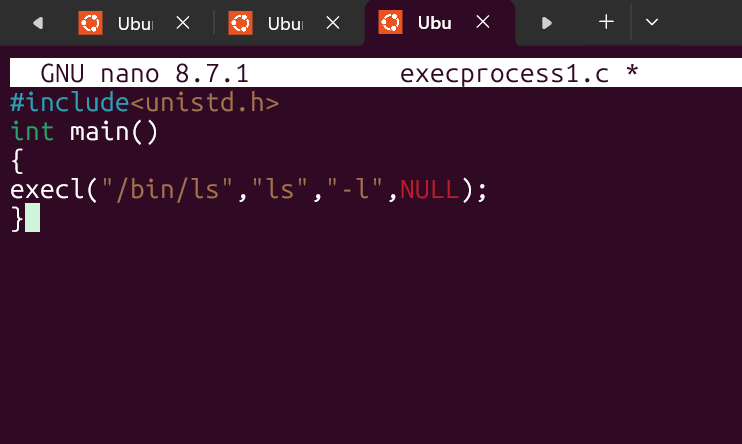 Ubu
Ubu
Ubu
GNU nano 8.7.1 execprocess1.c *
#include<unistd.h>
int main()
{
execl("/bin/ls","ls","-l",NULL);
}